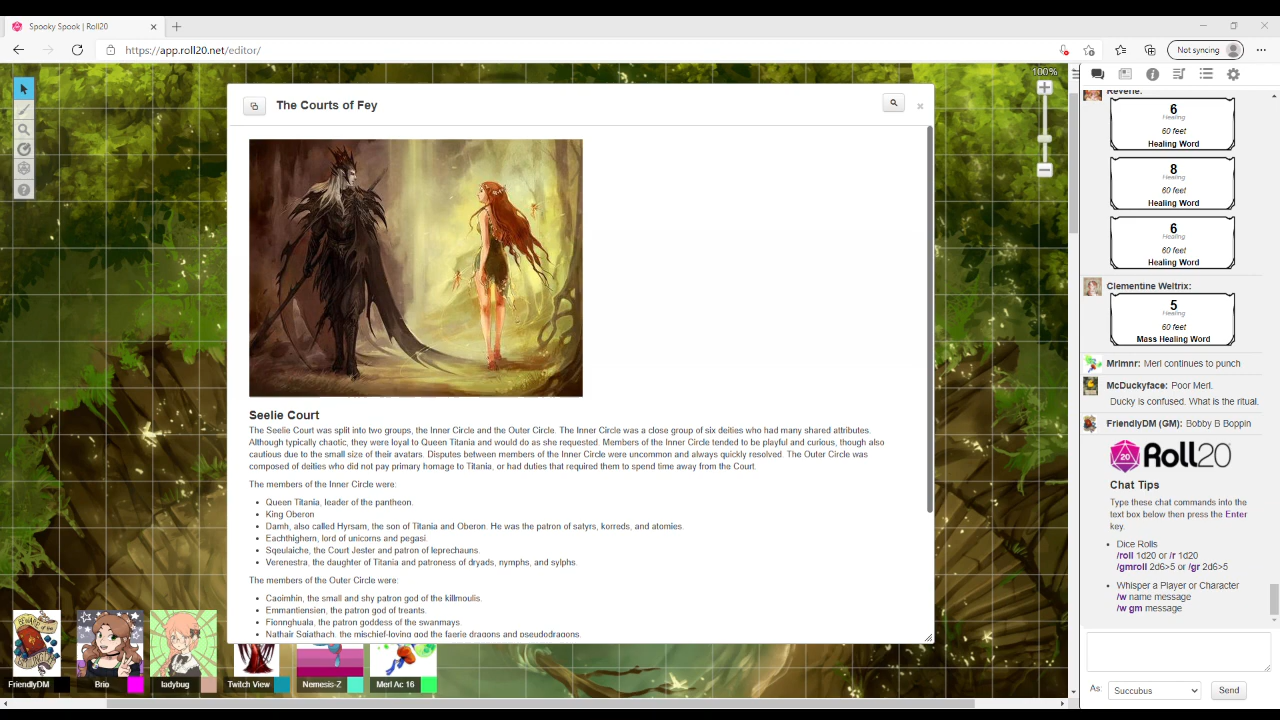 Spooky Spook | Roll20
https://app.roll20.net/editor/
Not syncing
100%
The Courts of Fey
Seelie Court
The Seelie Court was split into two groups, the Inner Circle and the Outer Circle. The Inner Circle was a close group of six deities who had many shared attributes.
Although typically chaotic, they were loyal to Queen Titania and would do as she requested. Members of the Inner Circle tended to be playful and curious, though also
cautious due to the small size of their avatars. Disputes between members of the Inner Circle were uncommon and always quickly resolved. The Outer Circle was
composed of deities who did not pay primary homage to Titania, or had duties that required them to spend time away from the Court.
The members of the Inner Circle were:
• Queen Titania, leader of the pantheon.
• King Oberon
• Damh, also called Hyrsam, the son of Titania and Oberon. He was the patron of satyrs, korreds, and atomies.
• Eachthighern, lord of unicorns and pegasi.
• Squelaiche, the Court Jester and patron of leprechauns.
• Verenestra, the daughter of Titania and patroness of dryads, nymphs, and sylphs.
The members of the Outer Circle were:
• Caoimhin, the small and shy patron god of the killmoulis.
• Emmantiensien, the patron god of treants.
• Fionnghuala, the patron goddess of the swanmays.
• Nathair Sgiathach, the mischief-loving god the faerie dragons and pseudodragons.
FriendlyDM
Brio
ladybug
Twitch View
Nemesis-Z
Merl Ac 16
Reverie:
6
Healing
60 feet
Healing Word
8
Healing
60 feet
Healing Word
6
Healing
60 feet
Healing Word
Clementine Weltrix:
5
Healing
60 feet
Mass Healing Word
Mrlmnr: Merl continues to punch
McDuckyface: Poor Merl.
Ducky is confused. What is the ritual.
FriendlyDM (GM): Bobby B Boppin
20
Roll20
Chat Tips
Type these chat commands into the
text box below then press the Enter
key.
• Dice Rolls
/roll 1d20 or /r 1d20
/gmroll 2d6>5 or /gr 2d6>5
• Whisper a Player or Character
/w name message
/w gm message
As:
Succubus
Send